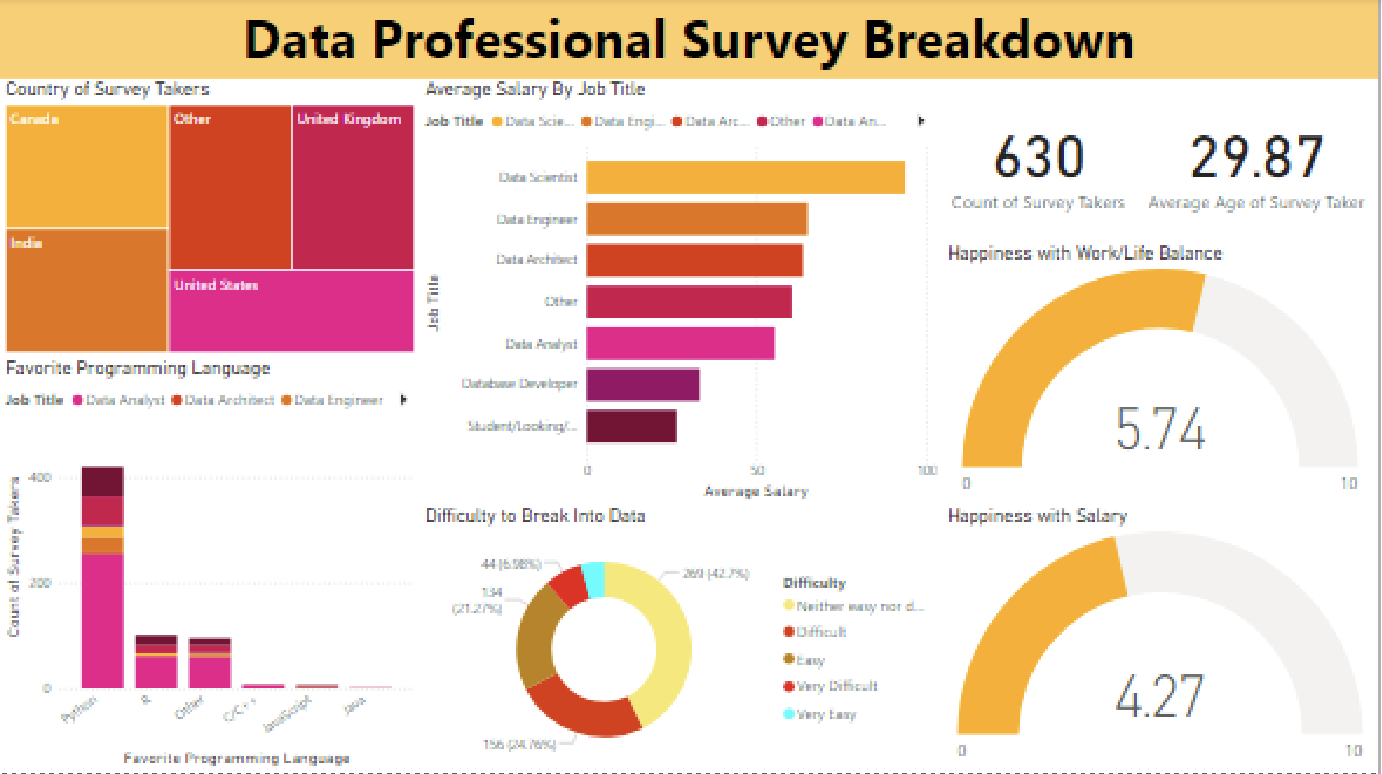 Data Professional Survey Breakdown
Country of Survey Takers
Canada
Other
United Kingdom
India
United States
Average Salary By Job Title
Job Title Data Scie... Data Engi... Data Arc... Other Data An...
Job Title
Data Scientist
Data Engineer
Data Architect
Other
Data Analyst
Database Developer
Student/Looking/...
0 50 100
Average Salary
630
Count of Survey Takers
29.87
Average Age of Survey Taker
Happiness with Work/Life Balance
5.74
0 10
Favorite Programming Language
Job Title Data Analyst Data Architect Data Engineer
Count of Survey Takers
400
200
0
Python R Other C/C++ JavaScript Java
Favorite Programming Language
Difficulty to Break Into Data
44 (6.98%)
269 (42.7%)
134
(21.27%)
156 (24.76%)
Difficulty
Neither easy nor d...
Difficult
Easy
Very Difficult
Very Easy
Happiness with Salary
4.27
0 10